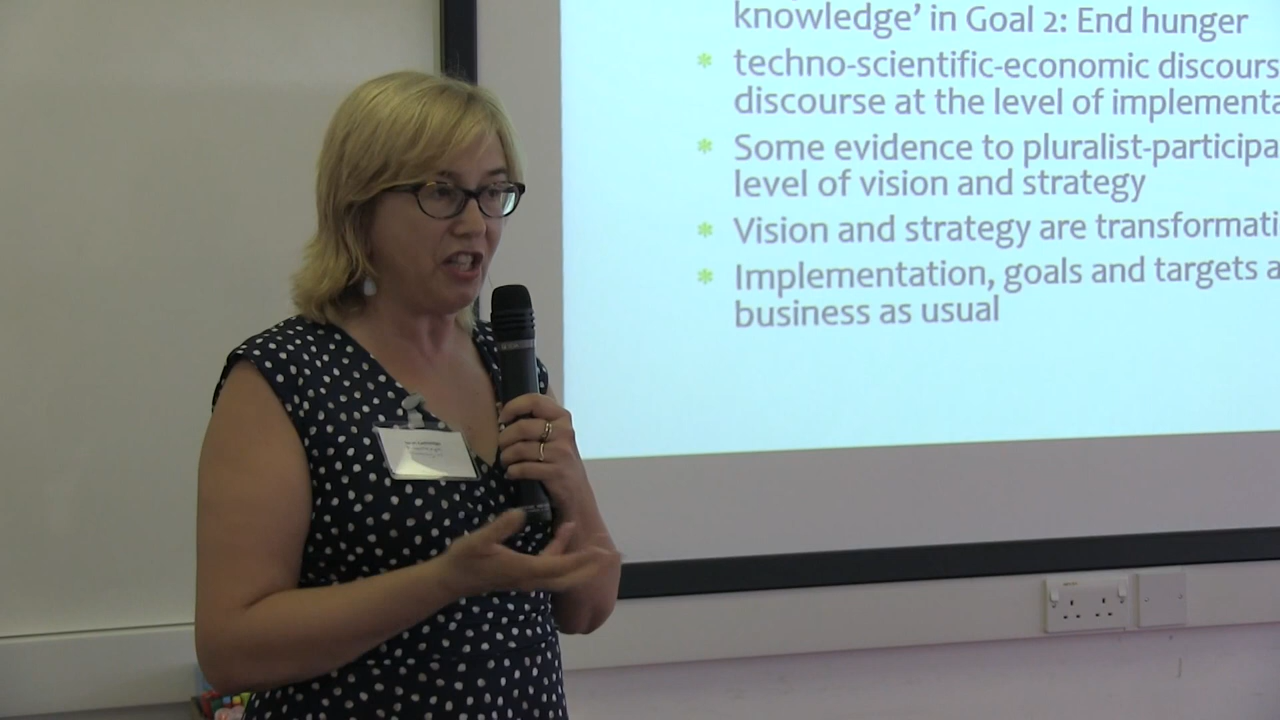 knowledge’ in Goal 2: End hunger
* techno-scientific-economic discours
discourse at the level of implementa
* Some evidence to pluralist-participa
level of vision and strategy
* Vision and strategy are transformati
* Implementation, goals and targets a
business as usual